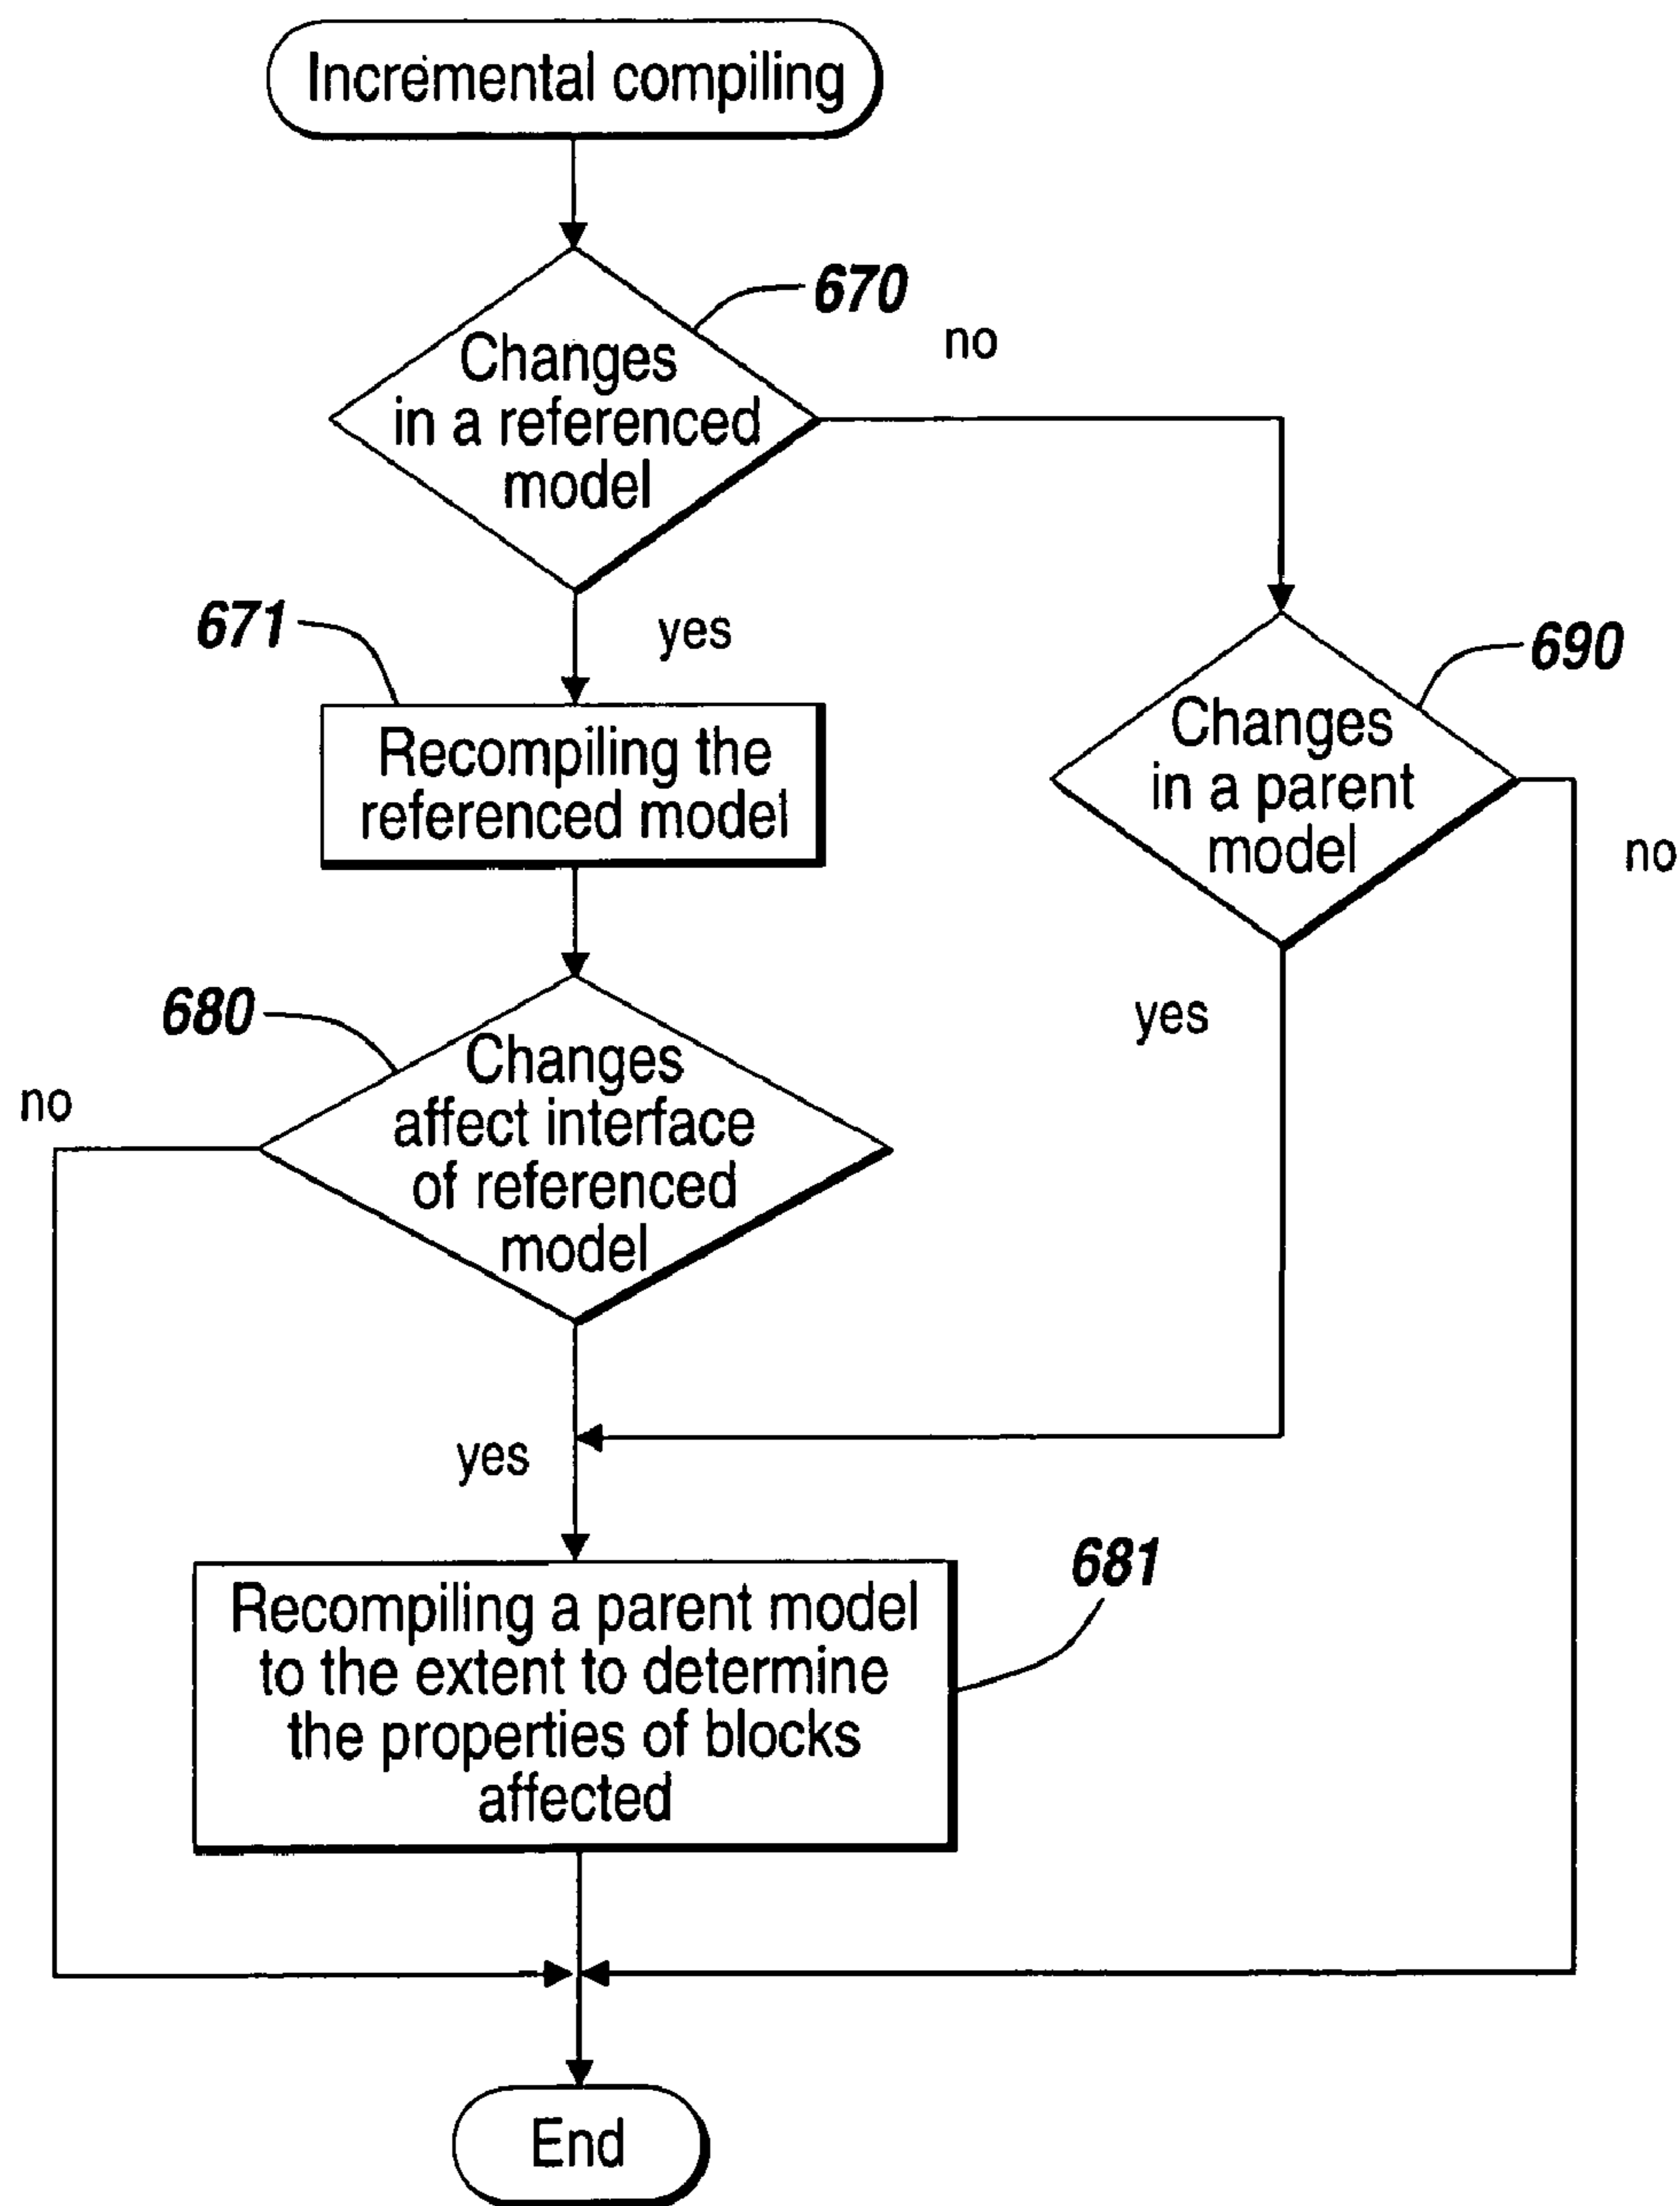 Incremental compiling
670
no
Changes
in a referenced
model
671
yes
690
Recompiling the
referenced model
Changes
in a parent
model
no
680
yes
no
Changes
affect interface
of referenced
model
yes
681
Recompiling a parent model
to the extent to determine
the properties of blocks
affected
End